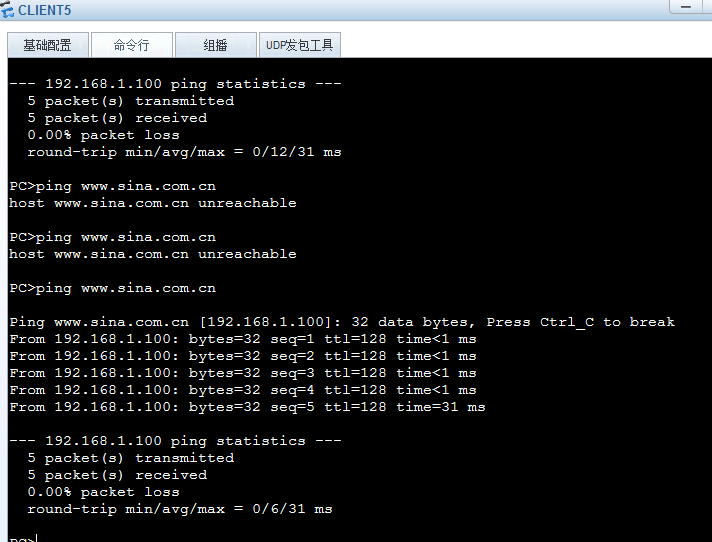 CLIENT5
基础配置 命令行 组播 UDP发包工具
--- 192.168.1.100 ping statistics ---
5 packet(s) transmitted
5 packet(s) received
0.00% packet loss
round-trip min/avg/max = 0/12/31 ms
PC>ping www.sina.com.cn
host www.sina.com.cn unreachable
PC>ping www.sina.com.cn
host www.sina.com.cn unreachable
PC>ping www.sina.com.cn
Ping www.sina.com.cn [192.168.1.100]: 32 data bytes, Press Ctrl_C to break
From 192.168.1.100: bytes=32 seq=1 ttl=128 time<1 ms
From 192.168.1.100: bytes=32 seq=2 ttl=128 time<1 ms
From 192.168.1.100: bytes=32 seq=3 ttl=128 time<1 ms
From 192.168.1.100: bytes=32 seq=4 ttl=128 time<1 ms
From 192.168.1.100: bytes=32 seq=5 ttl=128 time=31 ms
--- 192.168.1.100 ping statistics ---
5 packet(s) transmitted
5 packet(s) received
0.00% packet loss
round-trip min/avg/max = 0/6/31 ms
PC>